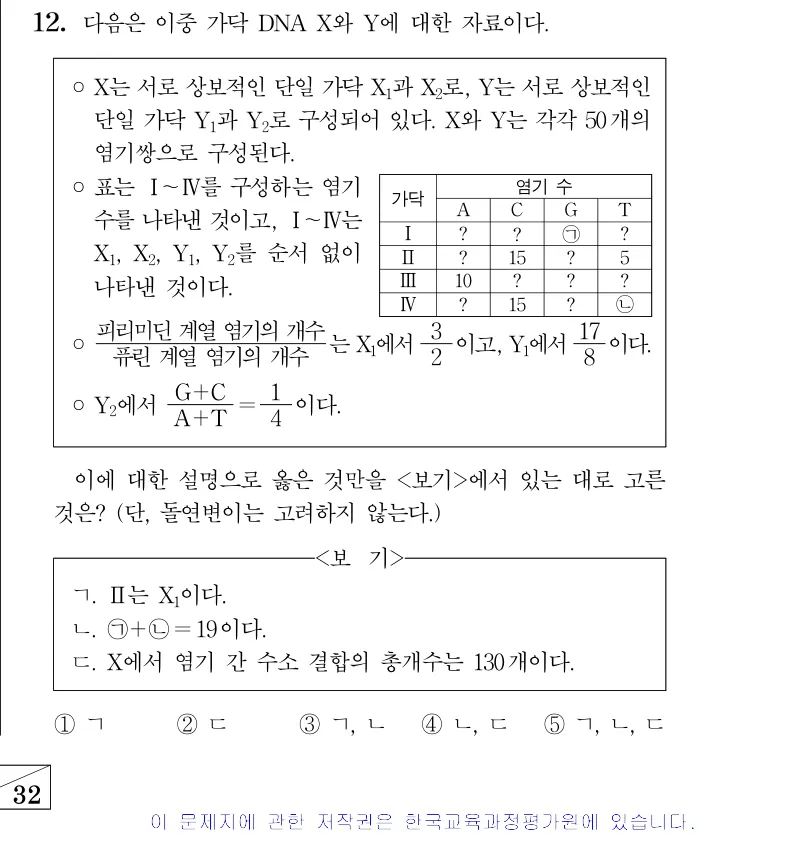 12. 다음은 이중 가닥 DNA X와 Y에 대한 자료이다.
○ X는 서로 상보적인 단일 가닥 X₁과 X₂로, Y는 서로 상보적인
단일 가닥 Y₁과 Y₂로 구성되어 있다. X와 Y는 각각 50개의
염기쌍으로 구성된다.
○ 표는 Ⅰ~Ⅳ를 구성하는 염기
수를 나타낸 것이고, Ⅰ~Ⅳ는
X₁, X₂, Y₁, Y₂를 순서 없이
나타낸 것이다.
가닥 염기 수
A C G T
Ⅰ ? ? ㉠ ?
Ⅱ ? 15 ? 5
Ⅲ 10 ? ? ?
Ⅳ ? 15 ? ㉡
○ 피리미딘 계열 염기의 개수/퓨린 계열 염기의 개수 는 X₁에서 3/2 이고, Y₁에서 17/8 이다.
○ Y₂에서 G+C/A+T = 1/4 이다.
이에 대한 설명으로 옳은 것만을 <보기>에서 있는 대로 고른
것은? (단, 돌연변이는 고려하지 않는다.)
<보 기>
ㄱ. Ⅱ는 X₁이다.
ㄴ. ㉠+㉡=19이다.
ㄷ. X에서 염기 간 수소 결합의 총개수는 130개이다.
① ㄱ ② ㄷ ③ ㄱ, ㄴ ④ ㄴ, ㄷ ⑤ ㄱ, ㄴ, ㄷ
32
이 문제지에 관한 저작권은 한국교육과정평가원에 있습니다.